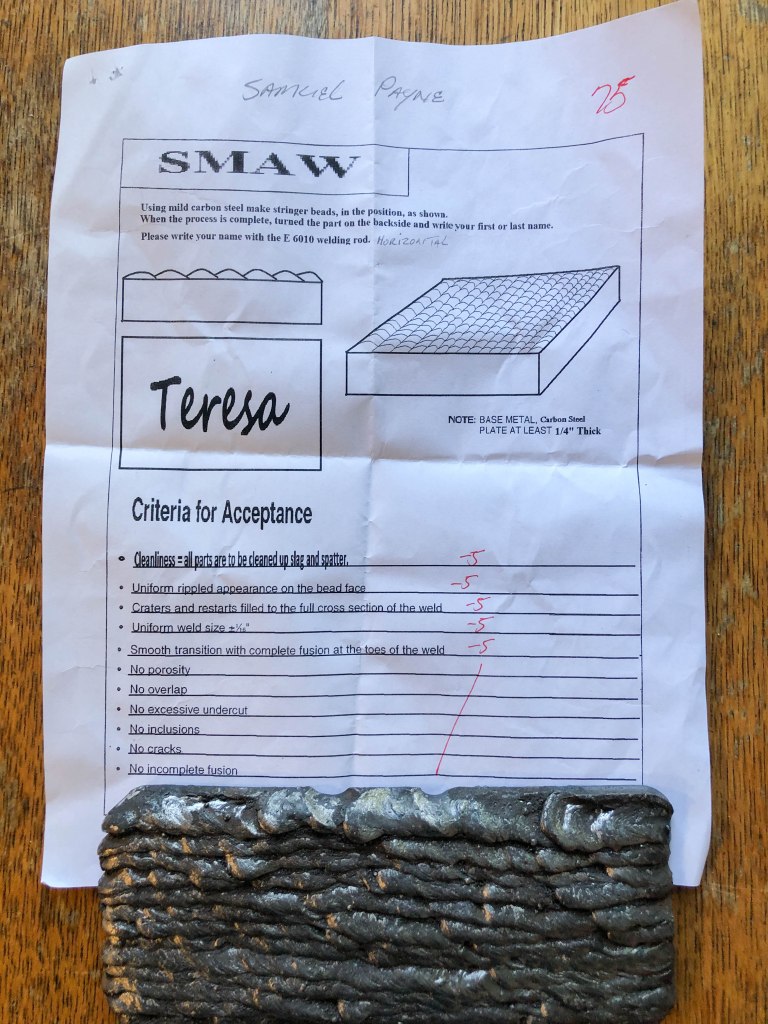 SAMUEL PAYNE
75
SMAW
Using mild carbon steel make stringer beads, in the position, as shown.
When the process is complete, turned the part on the backside and write your first or last name.
Please write your name with the E 6010 welding rod. HORIZONTAL
Teresa
NOTE: BASE METAL, Carbon Steel
PLATE AT LEAST 1/4" Thick
Criteria for Acceptance
• Cleanliness = all parts are to be cleaned up slag and spatter. -5
• Uniform rippled appearance on the bead face -5
• Craters and restarts filled to the full cross section of the weld -5
• Uniform weld size ±1/16" -5
• Smooth transition with complete fusion at the toes of the weld -5
• No porosity
• No overlap
• No excessive undercut
• No inclusions
• No cracks
• No incomplete fusion